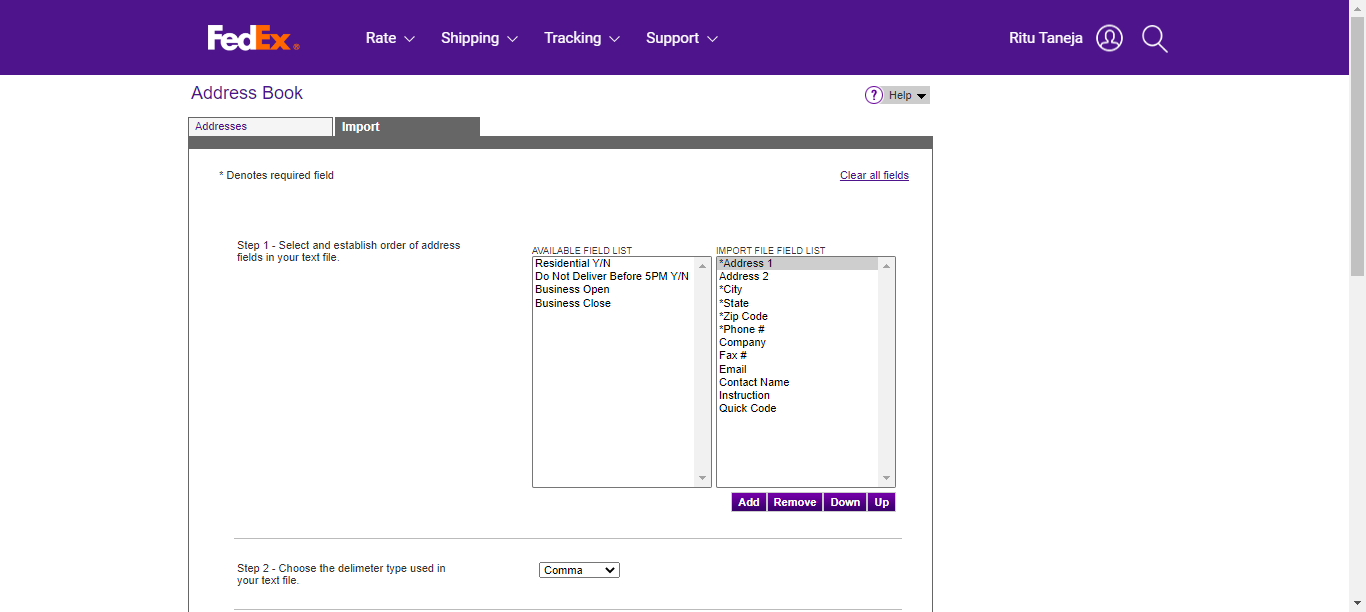 FedEx®
Rate
Shipping
Tracking
Support
Ritu Taneja
Address Book
? Help
Addresses
Import
* Denotes required field
Clear all fields
Step 1 - Select and establish order of address
fields in your text file.
AVAILABLE FIELD LIST
Residential Y/N
Do Not Deliver Before 5PM Y/N
Business Open
Business Close
IMPORT FILE FIELD LIST
*Address 1
Address 2
*City
*State
*Zip Code
*Phone #
Company
Fax #
Email
Contact Name
Instruction
Quick Code
Add
Remove
Down
Up
Step 2 - Choose the delimeter type used in
your text file.
Comma